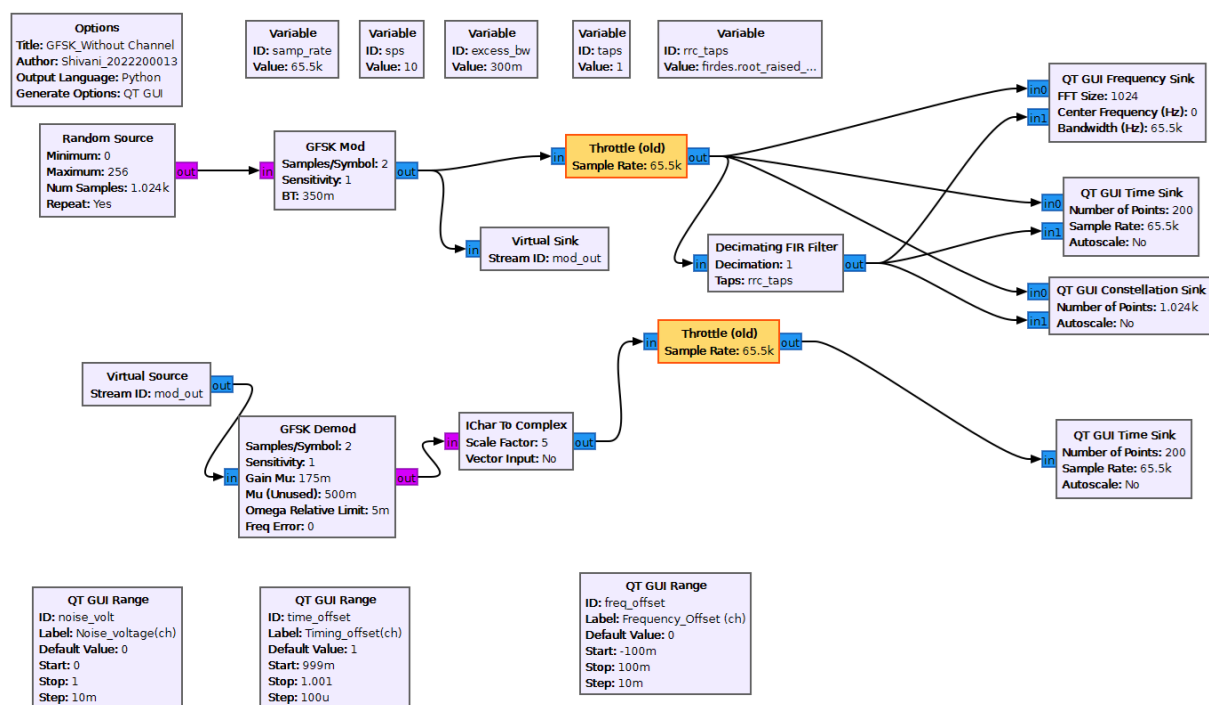 Options
Title: GFSK_Without Channel
Author: Shivani_2022200013
Output Language: Python
Generate Options: QT GUI
Variable
ID: samp_rate
Value: 65.5k
Variable
ID: sps
Value: 10
Variable
ID: excess_bw
Value: 300m
Variable
ID: taps
Value: 1
Variable
ID: rrc_taps
Value: firdes.root_raised_...
Random Source
Minimum: 0
Maximum: 256
Num Samples: 1.024k
Repeat: Yes
out
in
GFSK Mod
Samples/Symbol: 2
Sensitivity: 1
BT: 350m
out
in
Throttle (old)
Sample Rate: 65.5k
out
in
Virtual Sink
Stream ID: mod_out
in
Decimating FIR Filter
Decimation: 1
Taps: rrc_taps
out
in0
in1
QT GUI Frequency Sink
FFT Size: 1024
Center Frequency (Hz): 0
Bandwidth (Hz): 65.5k
in0
in1
QT GUI Time Sink
Number of Points: 200
Sample Rate: 65.5k
Autoscale: No
in0
in1
QT GUI Constellation Sink
Number of Points: 1.024k
Autoscale: No
Virtual Source
Stream ID: mod_out
out
in
GFSK Demod
Samples/Symbol: 2
Sensitivity: 1
Gain Mu: 175m
Mu (Unused): 500m
Omega Relative Limit: 5m
Freq Error: 0
out
in
IChar To Complex
Scale Factor: 5
Vector Input: No
out
in
Throttle (old)
Sample Rate: 65.5k
out
in
QT GUI Time Sink
Number of Points: 200
Sample Rate: 65.5k
Autoscale: No
QT GUI Range
ID: noise_volt
Label: Noise_voltage(ch)
Default Value: 0
Start: 0
Stop: 1
Step: 10m
QT GUI Range
ID: time_offset
Label: Timing_offset(ch)
Default Value: 1
Start: 999m
Stop: 1.001
Step: 100u
QT GUI Range
ID: freq_offset
Label: Frequency_Offset (ch)
Default Value: 0
Start: -100m
Stop: 100m
Step: 10m